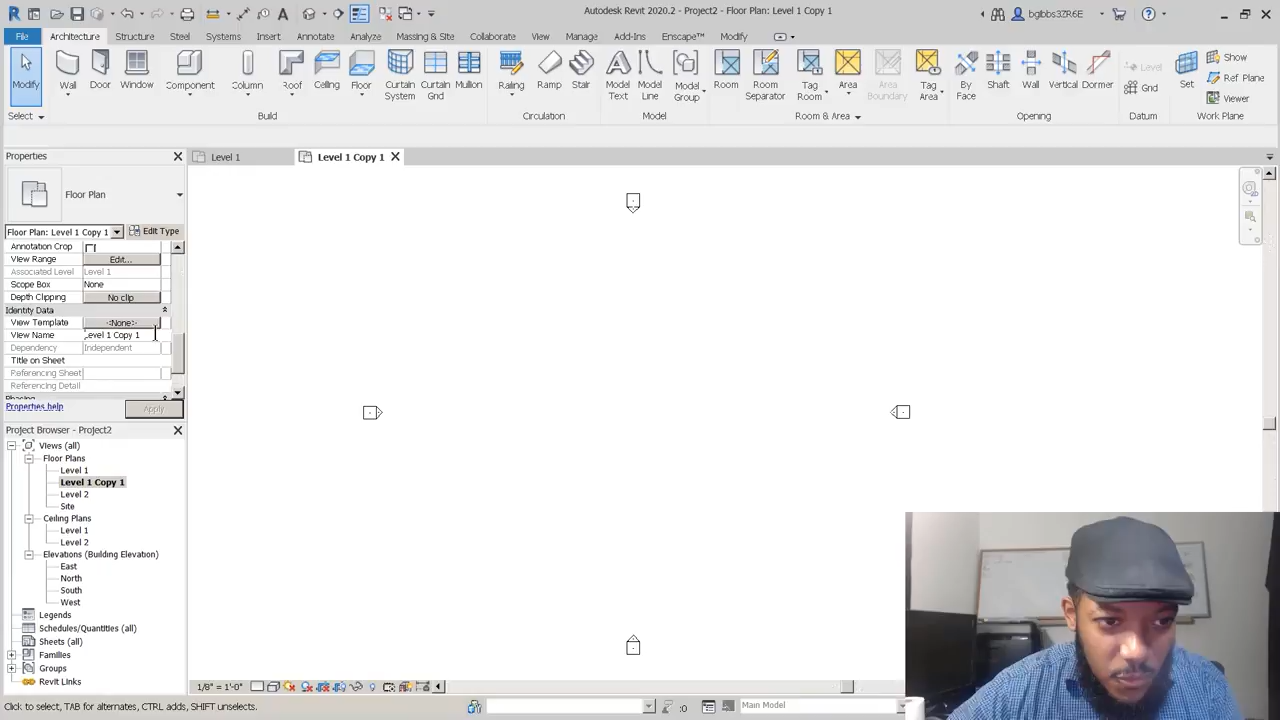 Autodesk Revit 2020.2 - Project2 - Floor Plan: Level 1 Copy 1
bgibbs3ZR6E
File Architecture Structure Steel Systems Insert Annotate Analyze Massing & Site Collaborate View Manage Add-Ins Enscape™ Modify
Modify Wall Door Window Component Column Roof Ceiling Floor Curtain System Curtain Grid Mullion Railing Ramp Stair Model Text Model Line Model Group Room Room Separator Tag Room Area Area Boundary Tag Area By Face Shaft Wall Vertical Dormer Level Grid Set Show Ref Plane Viewer
Select Build Circulation Model Room & Area Opening Datum Work Plane
Properties
Level 1
Level 1 Copy 1
Floor Plan
Floor Plan: Level 1 Copy 1 Edit Type
Annotation Crop
View Range Edit...
Associated Level Level 1
Scope Box None
Depth Clipping No clip
Identity Data
View Template <None>
View Name Level 1 Copy 1
Dependency Independent
Title on Sheet
Referencing Sheet
Referencing Detail
Phasing
Properties help Apply
Project Browser - Project2
Views (all)
Floor Plans
Level 1
Level 1 Copy 1
Level 2
Site
Ceiling Plans
Level 1
Level 2
Elevations (Building Elevation)
East
North
South
West
Legends
Schedules/Quantities (all)
Sheets (all)
Families
Groups
Revit Links
1/8" = 1'-0"
Click to select, TAB for alternates, CTRL adds, SHIFT unselects.
:0
Main Model